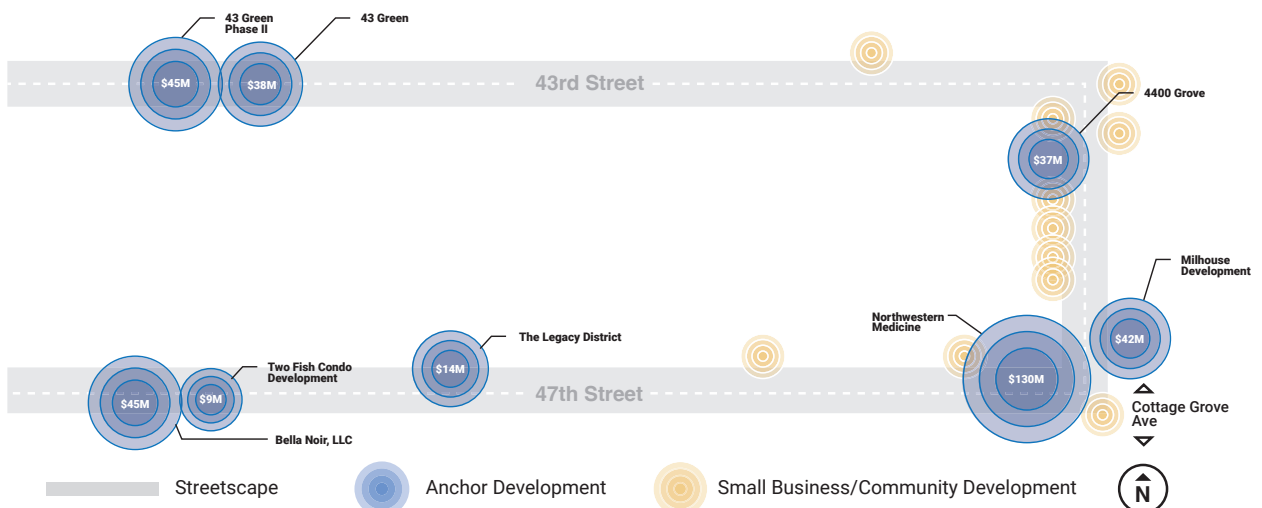 43 Green
Phase II
43 Green
$45M
$38M
43rd Street
4400 Grove
$37M
Milhouse
Development
$42M
Northwestern
Medicine
$130M
The Legacy District
$14M
Two Fish Condo
Development
$45M
$9M
47th Street
Bella Noir, LLC
Cottage Grove
Ave
Streetscape
Anchor Development
Small Business/Community Development
N